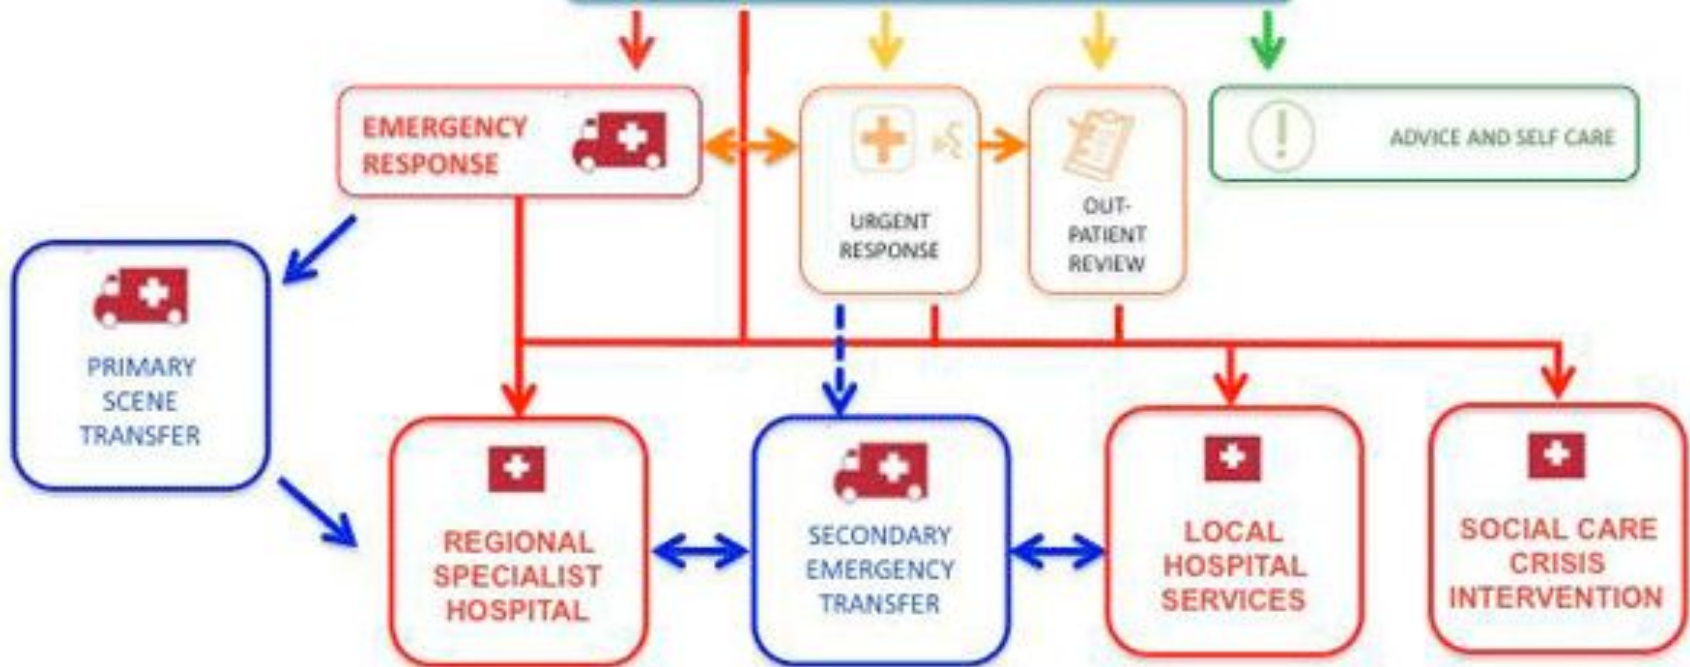 EMERGENCY
RESPONSE
URGENT
RESPONSE
OUT-
PATIENT
REVIEW
ADVICE AND SELF CARE
PRIMARY
SCENE
TRANSFER
REGIONAL
SPECIALIST
HOSPITAL
SECONDARY
EMERGENCY
TRANSFER
LOCAL
HOSPITAL
SERVICES
SOCIAL CARE
CRISIS
INTERVENTION